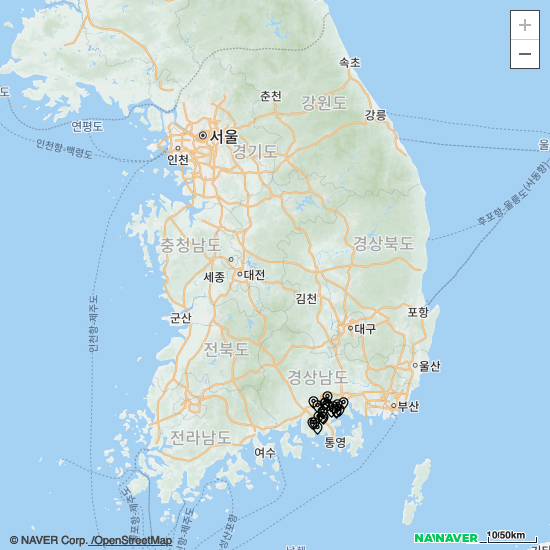 +
속초
춘천
강원도
강릉
연평도
서울
인천항-백령도
인천
경기도
후포항-울릉도(사동항)
충청남도
경상북도
세종
대전
김천
인천항-제주도
군산
포항
대구
전북도
울산
경상남도
부산
전라남도
통영
여수
© NAVER Corp. /OpenStreetMap
NAVER
10/50km